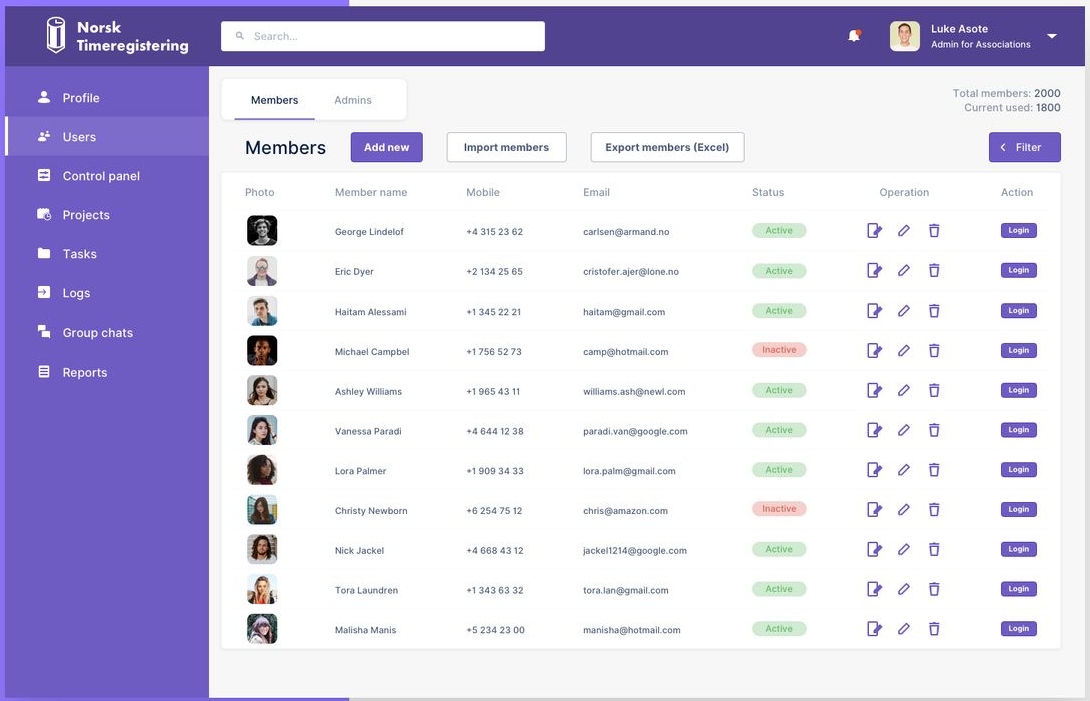 Norsk
Timeregistering
Search...
Luke Asote
Admin for Associations
Profile
Users
Control panel
Projects
Tasks
Logs
Group chats
Reports
Members Admins
Total members: 2000
Current used: 1800
Members Add new Import members Export members (Excel) Filter
Photo Member name Mobile Email Status Operation Action
George Lindelof +4 315 23 62 carlsen@armand.no Active Login
Eric Dyer +2 134 25 65 cristofer.ajer@lone.no Active Login
Haitam Alessami +1 345 22 21 haitam@gmail.com Active Login
Michael Campbel +1 756 52 73 camp@hotmail.com Inactive Login
Ashley Williams +1 965 43 11 williams.ash@newl.com Active Login
Vanessa Paradi +4 644 12 38 paradi.van@google.com Active Login
Lora Palmer +1 909 34 33 lora.palm@gmail.com Active Login
Christy Newborn +6 254 75 12 chris@amazon.com Inactive Login
Nick Jackel +4 668 43 12 jackel1214@google.com Active Login
Tora Laundren +1 343 63 32 tora.lan@gmail.com Active Login
Malisha Manis +5 234 23 00 manisha@hotmail.com Active Login